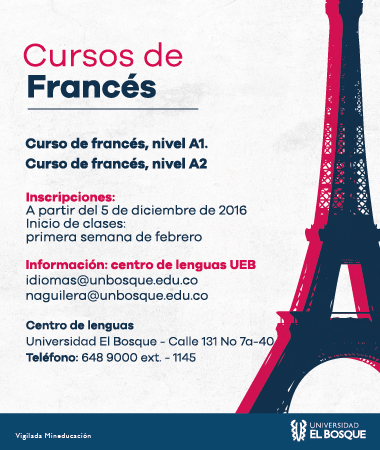 Cursos de
Francés
Curso de francés, nivel A1.
Curso de francés, nivel A2
Inscripciones:
A partir del 5 de diciembre de 2016
Inicio de clases:
primera semana de febrero
Información: centro de lenguas UEB
idiomas@unbosque.edu.co
naguilera@unbosque.edu.co
Centro de lenguas
Universidad El Bosque - Calle 131 No 7a-40
Teléfono: 648 9000 ext. - 1145
Vigilada Mineducación
UNIVERSIDAD
EL BOSQUE